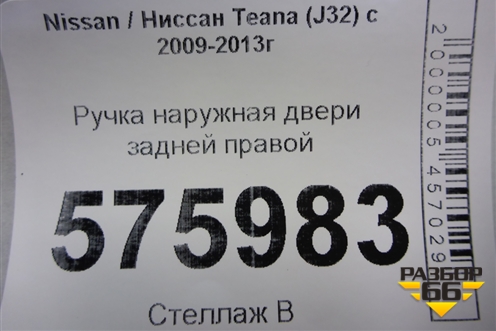 Nissan / Ниссан Teana (J32) с
2009-2013г
Ручка наружная двери
задней правой
575983
Стеллаж В
2000005457029
РАЗБОР
66